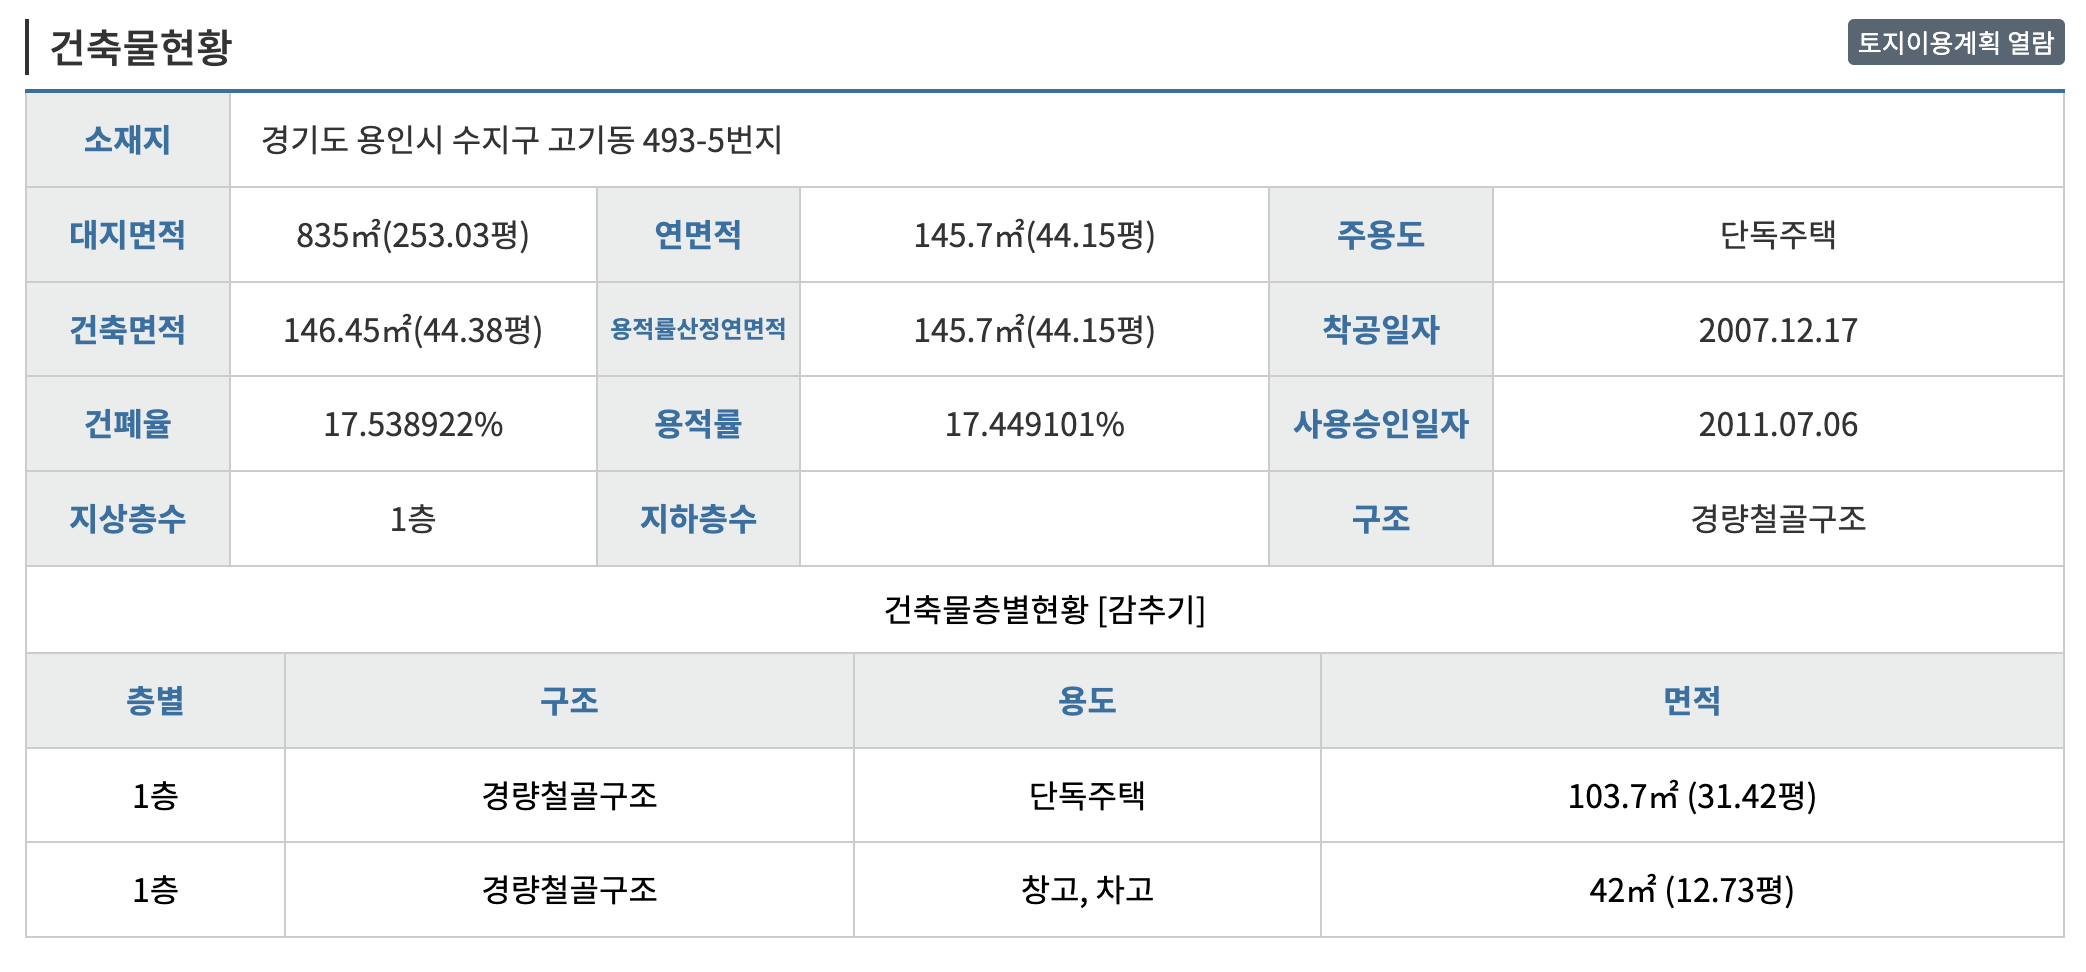 건축물현황
토지이용계획 열람
소재지 경기도 용인시 수지구 고기동 493-5번지
대지면적 835㎡(253.03평) 연면적 145.7㎡(44.15평) 주용도 단독주택
건축면적 146.45㎡(44.38평) 용적률산정연면적 145.7㎡(44.15평) 착공일자 2007.12.17
건폐율 17.538922% 용적률 17.449101% 사용승인일자 2011.07.06
지상층수 1층 지하층수 구조 경량철골구조
건축물층별현황 [감추기]
층별 구조 용도 면적
1층 경량철골구조 단독주택 103.7㎡ (31.42평)
1층 경량철골구조 창고, 차고 42㎡ (12.73평)